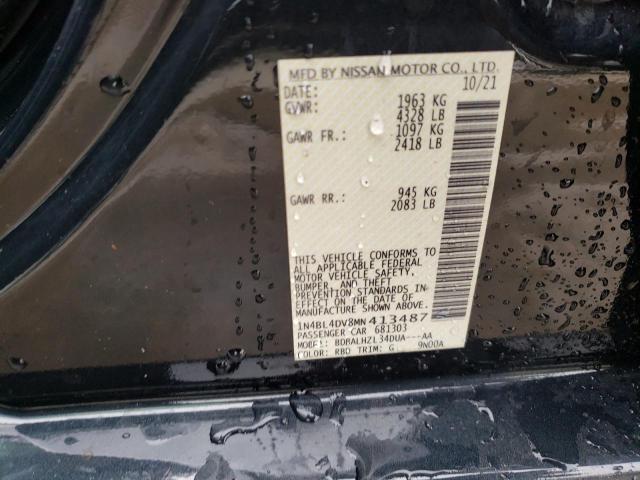 MFD BY NISSAN MOTOR CO., LTD.
DATE: 10/21
GVWR: 1963 KG
4328 LB
GAWR FR.: 1097 KG
2418 LB
GAWR RR.: 945 KG
2083 LB
THIS VEHICLE CONFORMS TO
ALL APPLICABLE FEDERAL
MOTOR VEHICLE SAFETY,
BUMPER, AND THEFT
PREVENTION STANDARDS IN
EFFECT ON THE DATE OF
MANUFACTURE SHOWN ABOVE.
1N4BL4DV8MN413487
PASSENGER CAR 681303
MODEL: BDRALHZL34DUA---AA
COLOR: RBD TRIM: G 9N00A